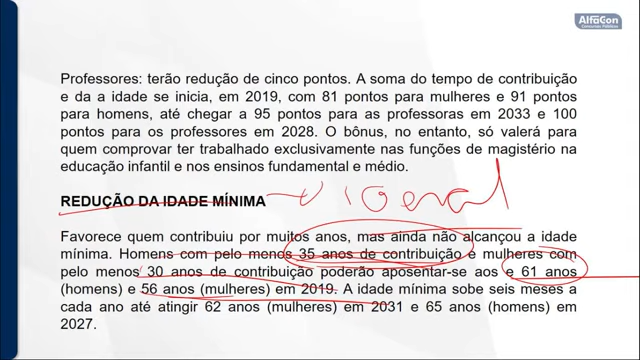 AlfaCon
Concursos Públicos
Professores: terão redução de cinco pontos. A soma do tempo de contribuição
e da a idade se inicia, em 2019, com 81 pontos para mulheres e 91 pontos
para homens, até chegar a 95 pontos para as professoras em 2033 e 100
pontos para os professores em 2028. O bônus, no entanto, só valerá para
quem comprovar ter trabalhado exclusivamente nas funções de magistério na
educação infantil e nos ensinos fundamental e médio.
REDUÇÃO DA IDADE MÍNIMA
Favorece quem contribuiu por muitos anos, mas ainda não alcançou a idade
mínima. Homens com pelo menos 35 anos de contribuição e mulheres com
pelo menos 30 anos de contribuição poderão aposentar-se aos e 61 anos
(homens) e 56 anos (mulheres) em 2019. A idade mínima sobe seis meses a
cada ano até atingir 62 anos (mulheres) em 2031 e 65 anos (homens) em
2027.